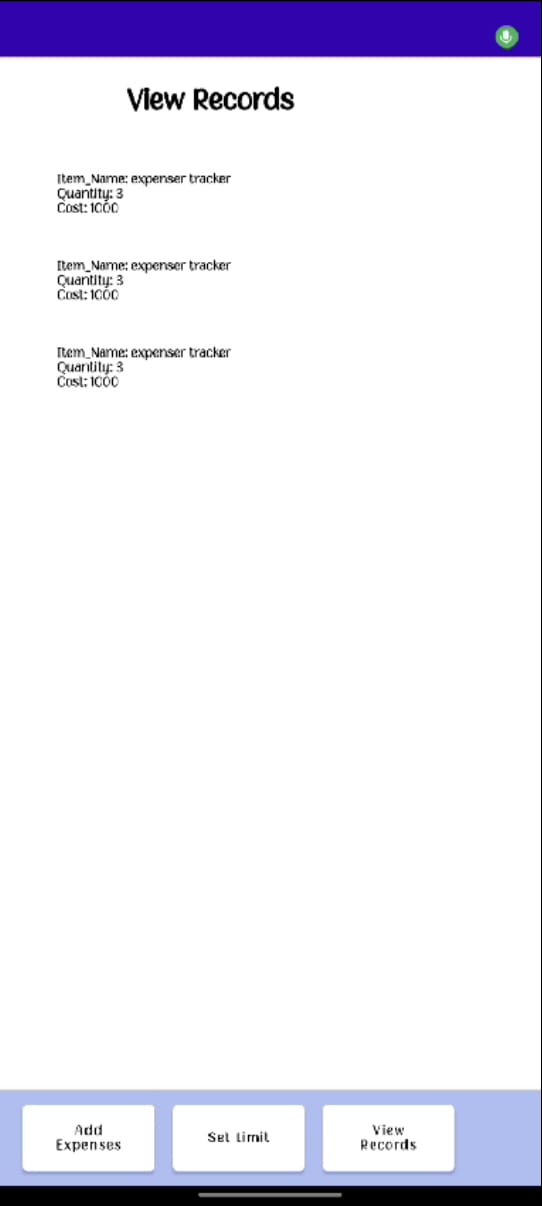 View Records
Item_Name: expenser tracker
Quantity: 3
Cost: 1000
Item_Name: expenser tracker
Quantity: 3
Cost: 1000
Item_Name: expenser tracker
Quantity: 3
Cost: 1000
Add
Expenses
Set Limit
View
Records